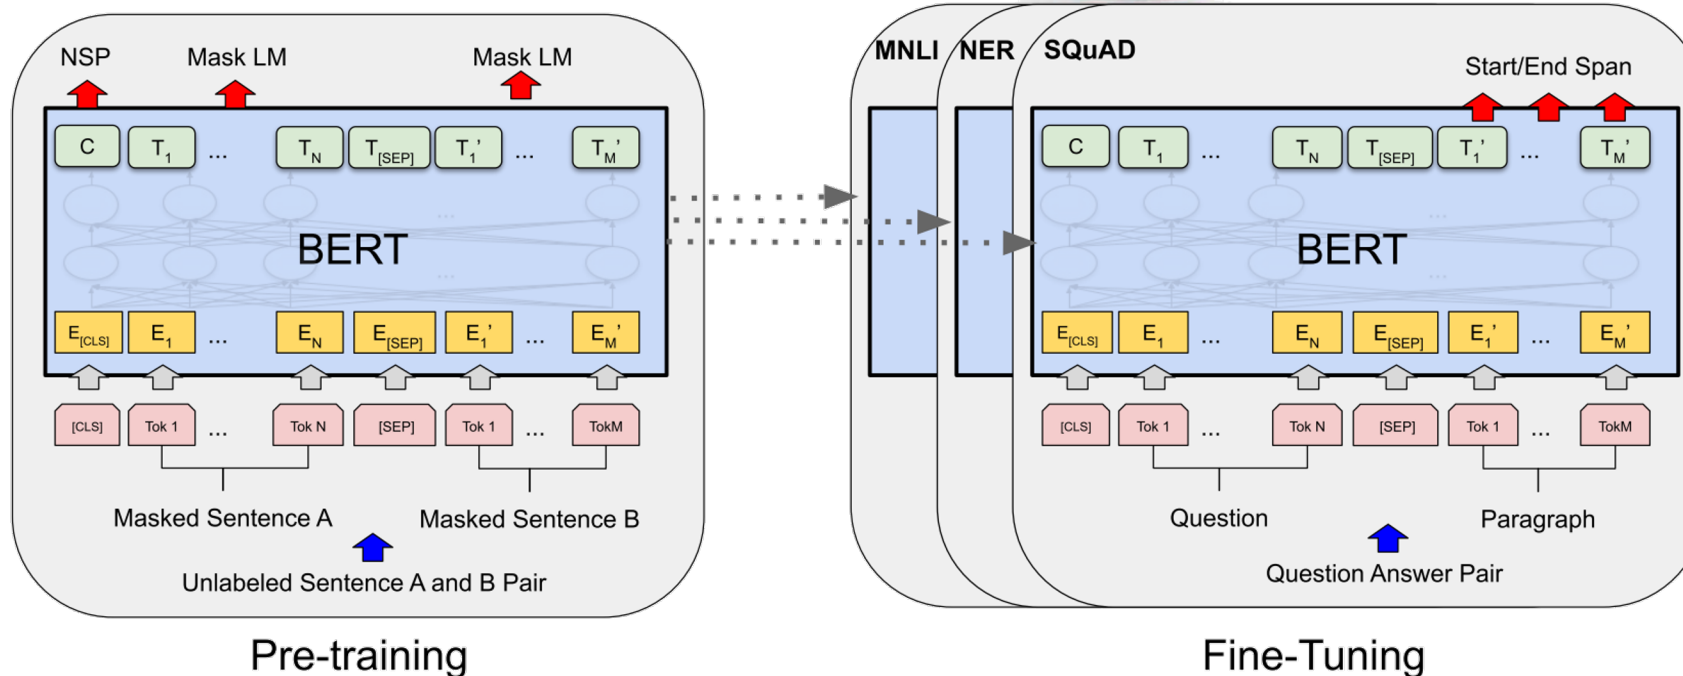 NSP Mask LM Mask LM
C T1 ... TN T[SEP] T1’ ... TM’
...
BERT
...
E[CLS] E1 ... EN E[SEP] E1’ ... EM’
[CLS] Tok 1 ... Tok N [SEP] Tok 1 ... TokM
Masked Sentence A Masked Sentence B
Unlabeled Sentence A and B Pair
Pre-training
MNLI NER SQuAD
Start/End Span
C T1 ... TN T[SEP] T1’ ... TM’
...
BERT
...
E[CLS] E1 ... EN E[SEP] E1’ ... EM’
[CLS] Tok 1 ... Tok N [SEP] Tok 1 ... TokM
Question Paragraph
Question Answer Pair
Fine-Tuning